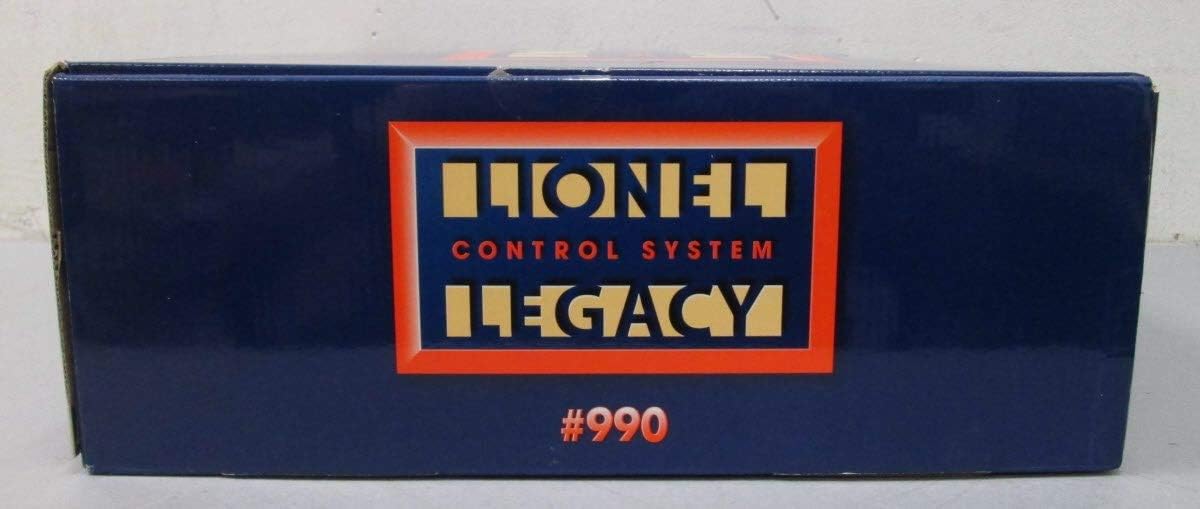 LIONEL
CONTROL SYSTEM
LEGACY
#990